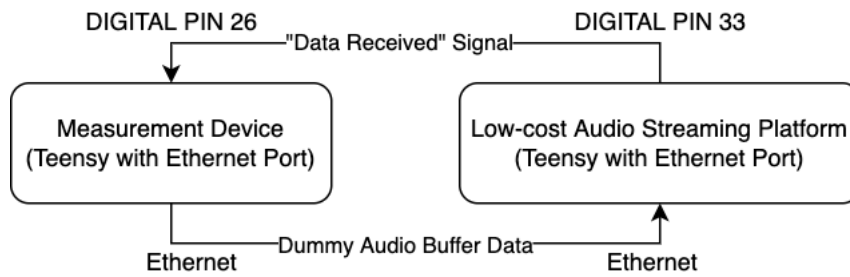 DIGITAL PIN 26
DIGITAL PIN 33
"Data Received" Signal
Measurement Device
(Teensy with Ethernet Port)
Low-cost Audio Streaming Platform
(Teensy with Ethernet Port)
Dummy Audio Buffer Data
Ethernet
Ethernet